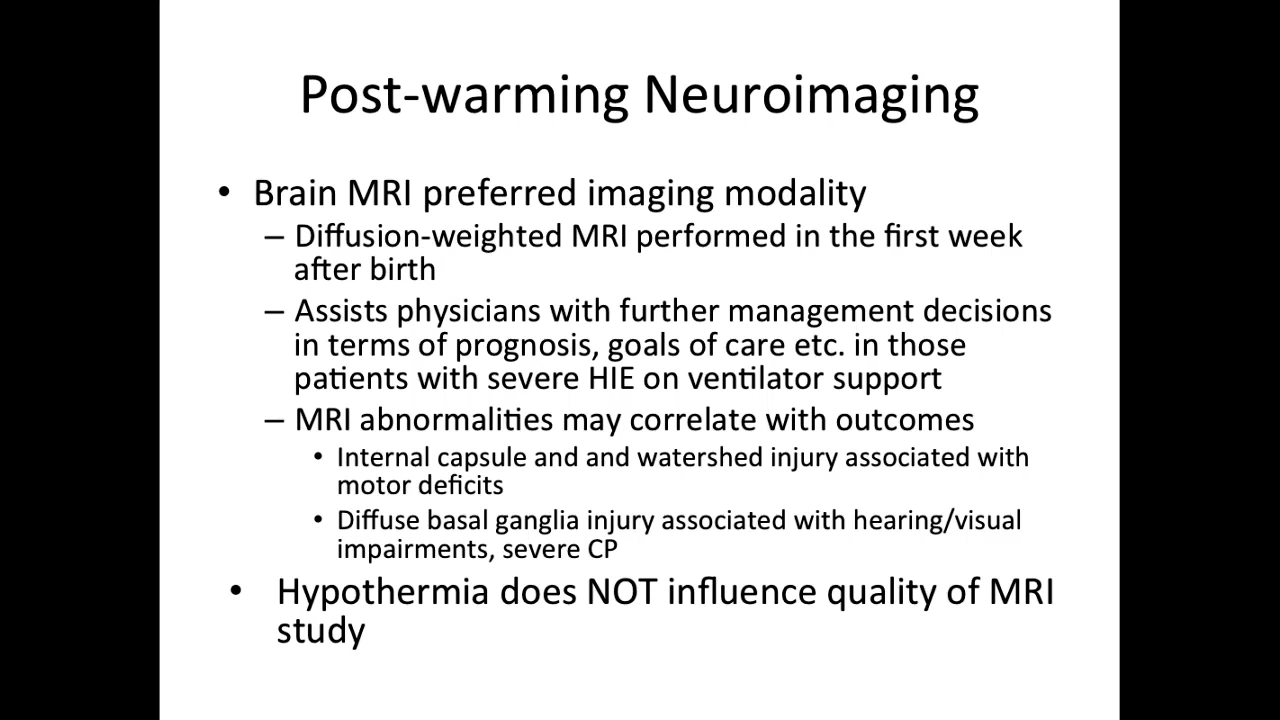 Post-warming Neuroimaging
• Brain MRI preferred imaging modality
– Diffusion-weighted MRI performed in the first week
after birth
– Assists physicians with further management decisions
in terms of prognosis, goals of care etc. in those
patients with severe HIE on ventilator support
– MRI abnormalities may correlate with outcomes
• Internal capsule and and watershed injury associated with
motor deficits
• Diffuse basal ganglia injury associated with hearing/visual
impairments, severe CP
• Hypothermia does NOT influence quality of MRI
study